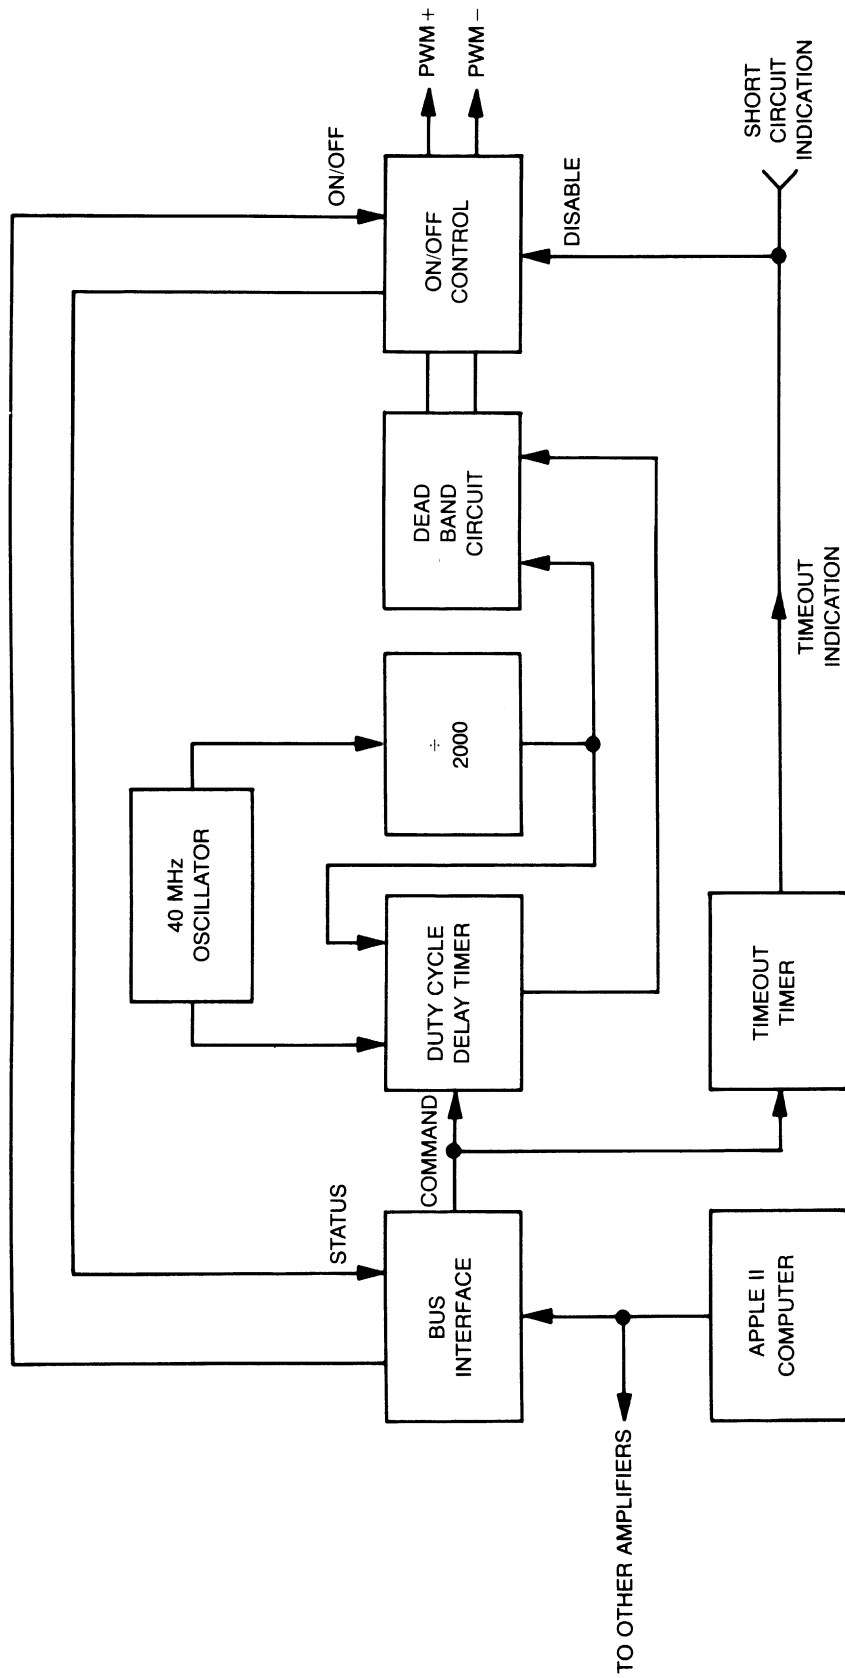 ON/OFF
STATUS
40 MHz
OSCILLATOR
BUS
INTERFACE
COMMAND
DUTY CYCLE
DELAY TIMER
÷
2000
DEAD
BAND
CIRCUIT
ON/OFF
CONTROL
PWM+
PWM−
DISABLE
TO OTHER AMPLIFIERS
APPLE II
COMPUTER
TIMEOUT
TIMER
TIMEOUT
INDICATION
SHORT
CIRCUIT
INDICATION